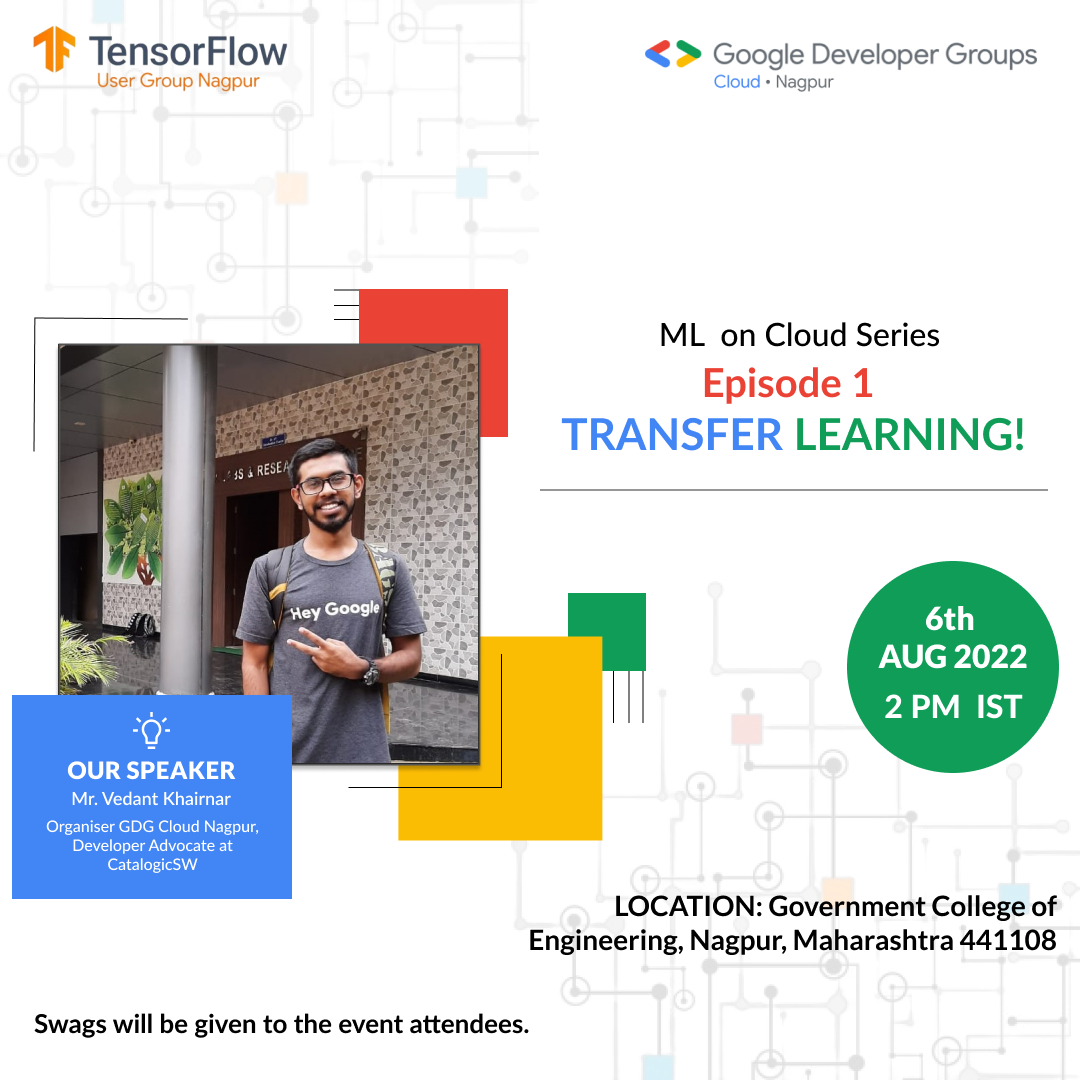 TensorFlow
User Group Nagpur
Google Developer Groups
Cloud • Nagpur
ML on Cloud Series
Episode 1
TRANSFER LEARNING!
BS & RESEA
Hey Google
6th
AUG 2022
2 PM IST
OUR SPEAKER
Mr. Vedant Khairnar
Organiser GDG Cloud Nagpur,
Developer Advocate at
CatalogicSW
LOCATION: Government College of
Engineering, Nagpur, Maharashtra 441108
Swags will be given to the event attendees.